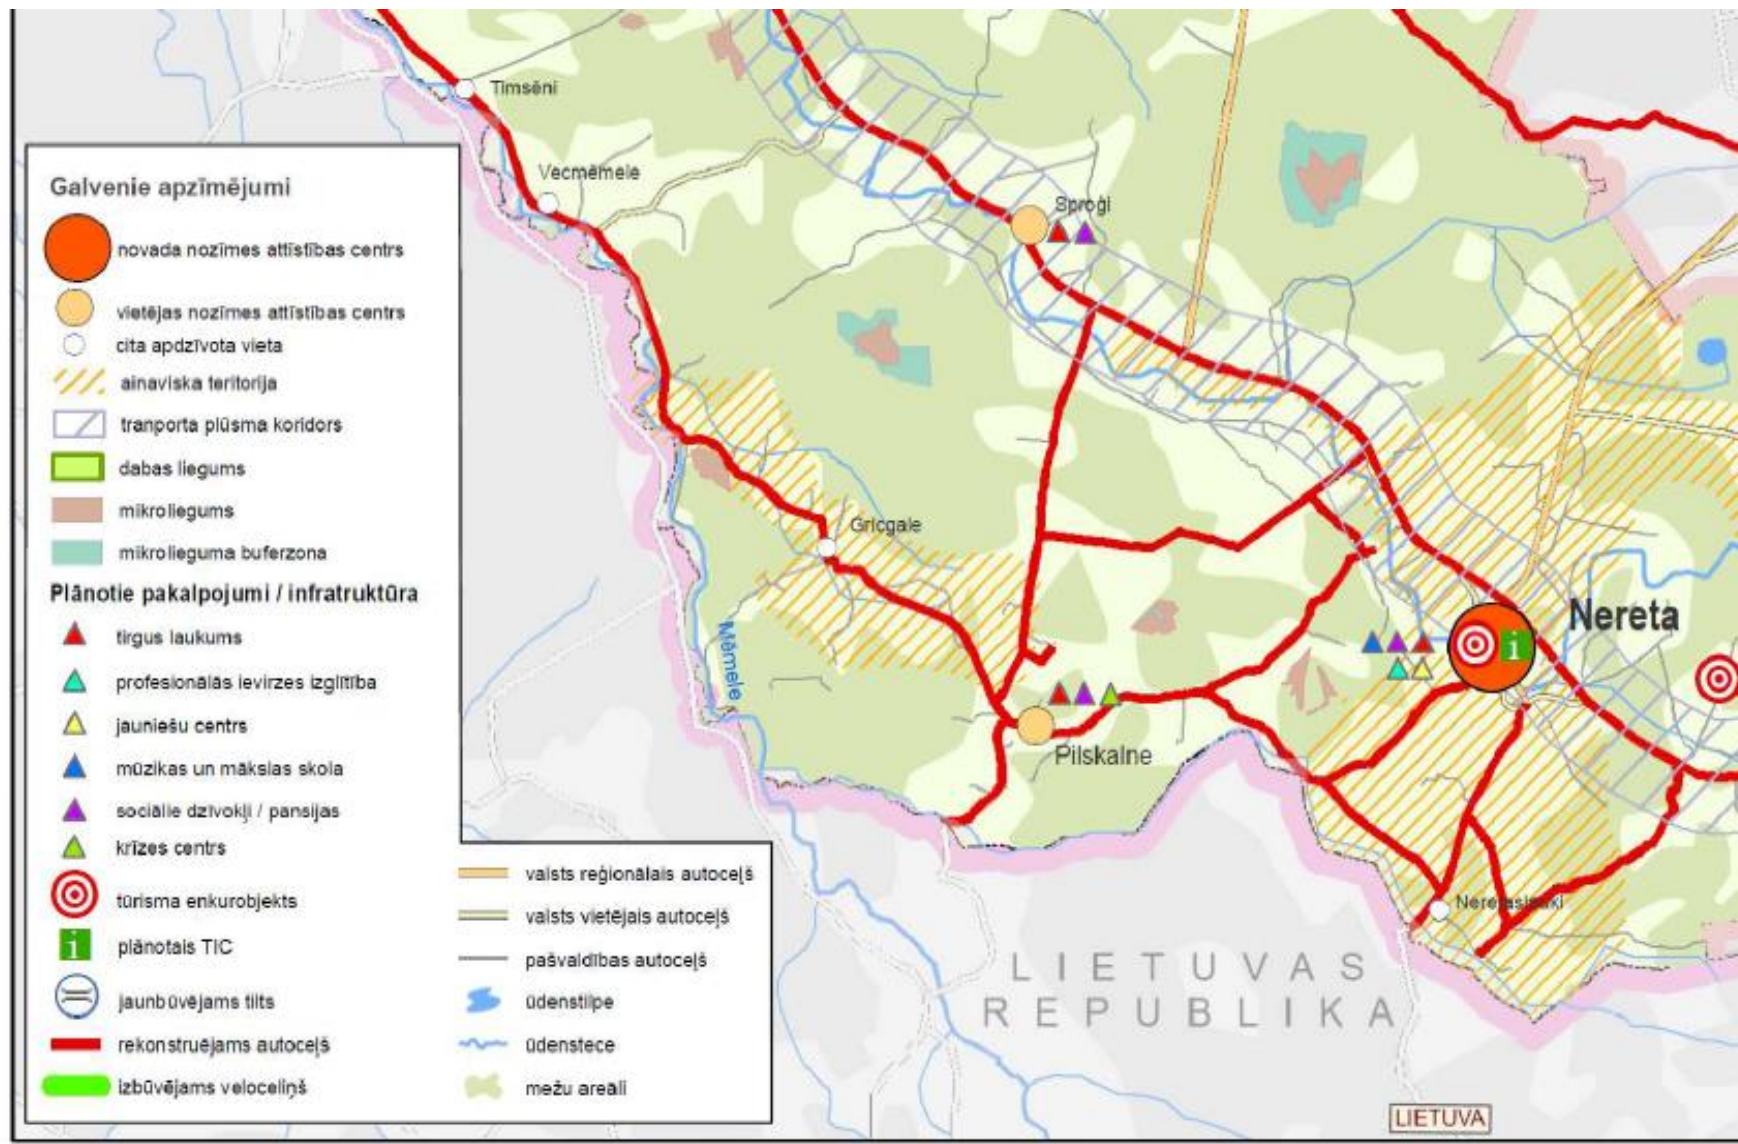 Timsēni
Vecmēmele
Sproģi
Gricgale
Mēmele
Nereta
Pilskalne
LIETUVAS
REPUBLIKA
LIETUVA
Galvenie apzīmējumi
novada nozīmes attīstības centrs
vietējas nozīmes attīstības centrs
cita apdzīvota vieta
ainaviska teritorija
tranporta plūsma koridors
dabas liegums
mikroliegums
mikrolieguma buferzona
Plānotie pakalpojumi / infratruktūra
tirgus laukums
profesionālās ievirzes izglītība
jauniešu centrs
mūzikas un mākslas skola
sociālie dzīvokļi / pansijas
krīzes centrs
tūrisma enkurobjekts
i plānotais TIC
jaunbūvējams tilts
rekonstruējams autoceļš
izbūvējams veloceliņš
valsts reģionālais autoceļš
valsts vietējais autoceļš
pašvaldības autoceļš
ūdenstilpe
ūdenstece
mežu areāli
i